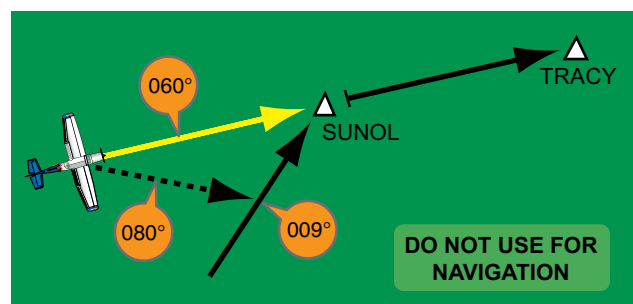 060°
TRACY
SUNOL
080°
009°
DO NOT USE FOR
NAVIGATION